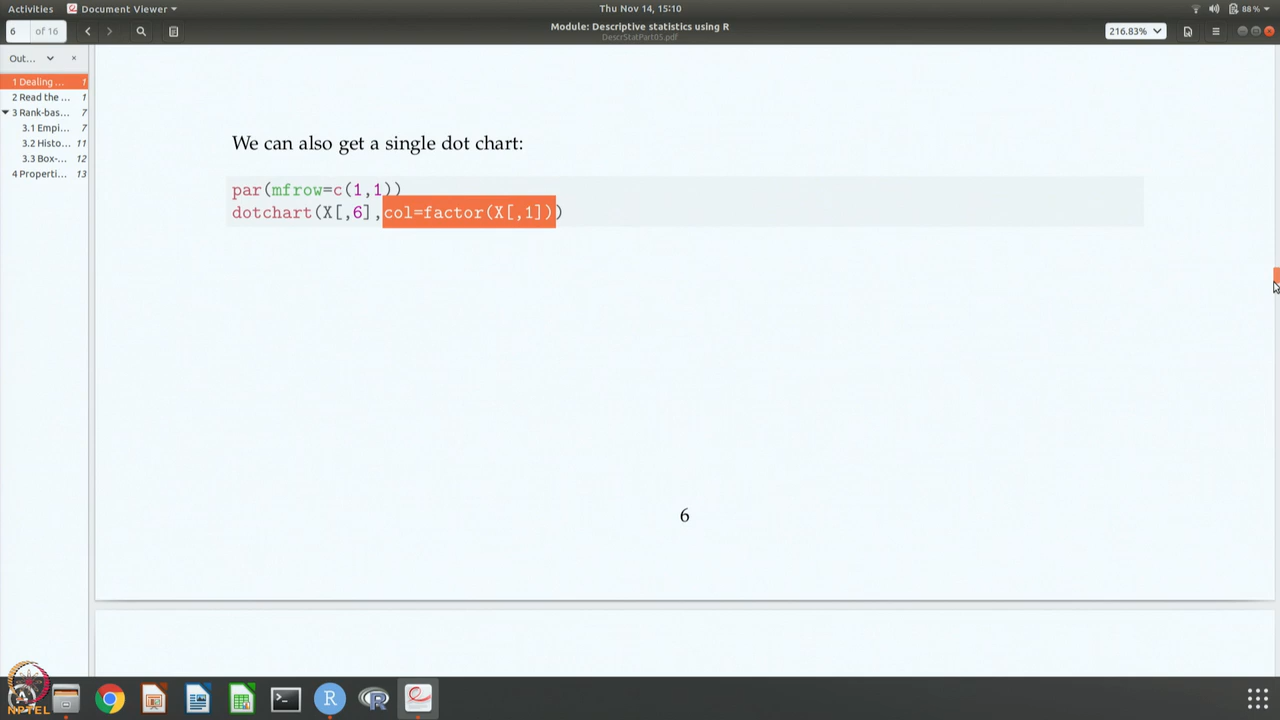 Activities
Document Viewer
Thu Nov 14, 15:10
88 %
6
of 16
Module: Descriptive statistics using R
DescrStatPart05.pdf
216.83%
Out...
1 Dealing ... 1
2 Read the ... 1
3 Rank-bas... 7
3.1 Empi... 7
3.2 Histo... 11
3.3 Box-... 12
4 Properti... 13
We can also get a single dot chart:
par(mfrow=c(1,1))
dotchart(X[,6],col=factor(X[,1]))
6
NPTEL